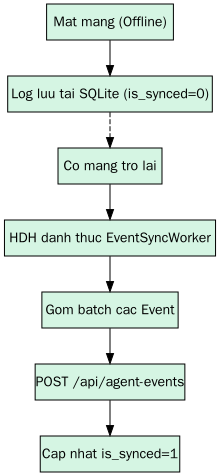 Mat mang (Offline)
Log luu tai SQLite (is_synced=0)
Co mang tro lai
HDH danh thuc EventSyncWorker
Gom batch cac Event
POST /api/agent-events
Cap nhat is_synced=1